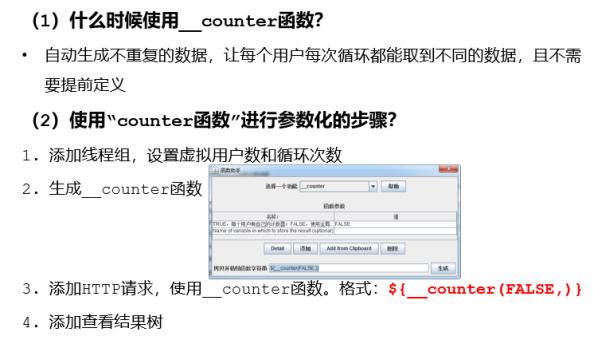 （1）什么时候使用__counter函数？
• 自动生成不重复的数据，让每个用户每次循环都能取到不同的数据，且不需
要提前定义
（2）使用“counter函数”进行参数化的步骤？
1. 添加线程组，设置虚拟用户数和循环次数
2. 生成__counter函数
函数助手
选择一个功能 __counter 帮助
函数参数
名称： 值
TRUE，每个用户有自己的计数器；FALSE，使用全局 FALSE
Name of variable in which to store the result (optional)
Detail 添加 Add from Clipboard 删除
拷贝并粘贴函数字符串 ${__counter(FALSE,)} 生成
3. 添加HTTP请求，使用__counter函数。格式：${__counter(FALSE,)}
4. 添加查看结果树